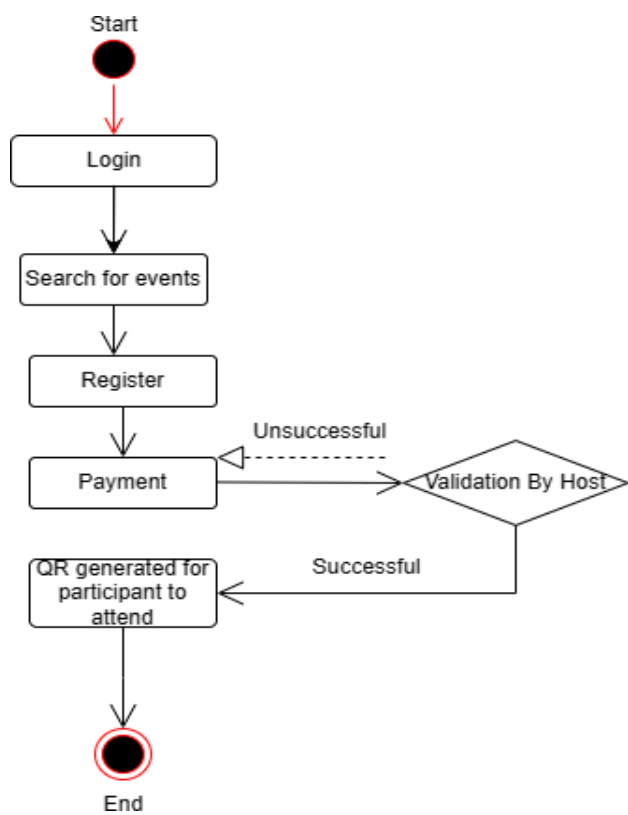 Start
Login
Search for events
Register
Unsuccessful
Payment
Validation By Host
Successful
QR generated for
participant to
attend
End